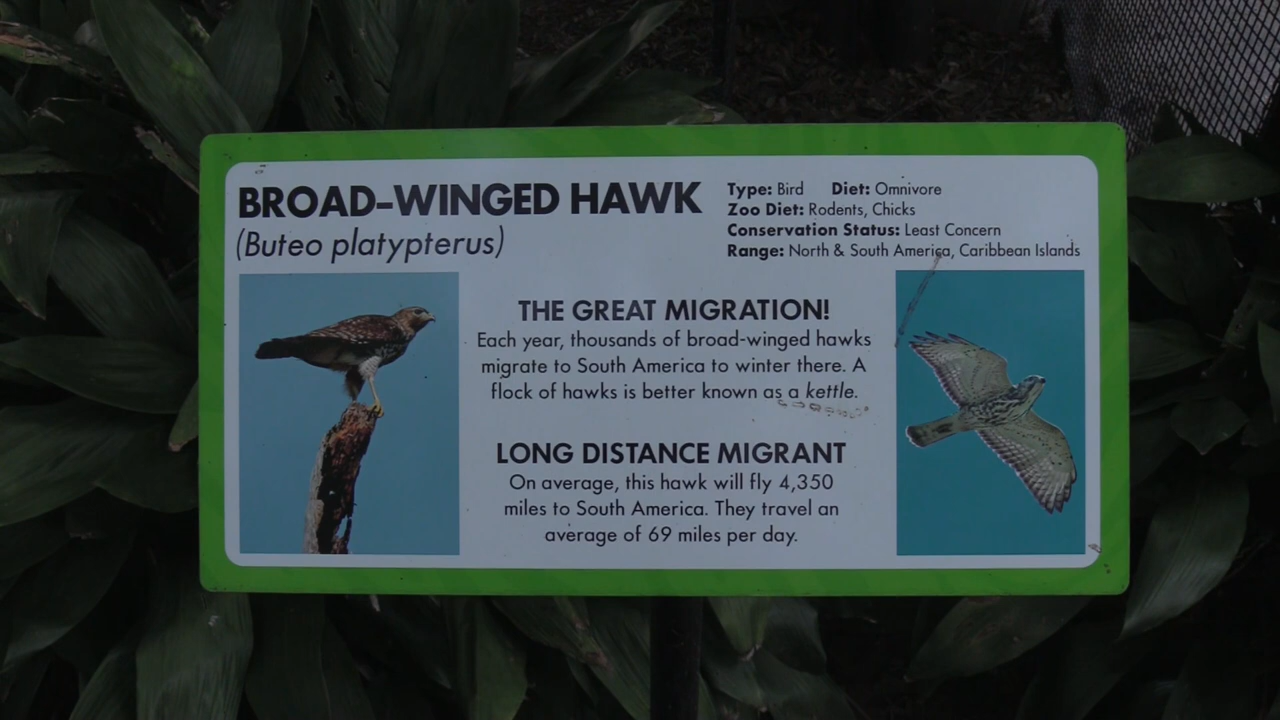 BROAD-WINGED HAWK
(Buteo platypterus)
Type: Bird Diet: Omnivore
Zoo Diet: Rodents, Chicks
Conservation Status: Least Concern
Range: North & South America, Caribbean Islands
THE GREAT MIGRATION!
Each year, thousands of broad-winged hawks
migrate to South America to winter there. A
flock of hawks is better known as a kettle.
LONG DISTANCE MIGRANT
On average, this hawk will fly 4,350
miles to South America. They travel an
average of 69 miles per day.